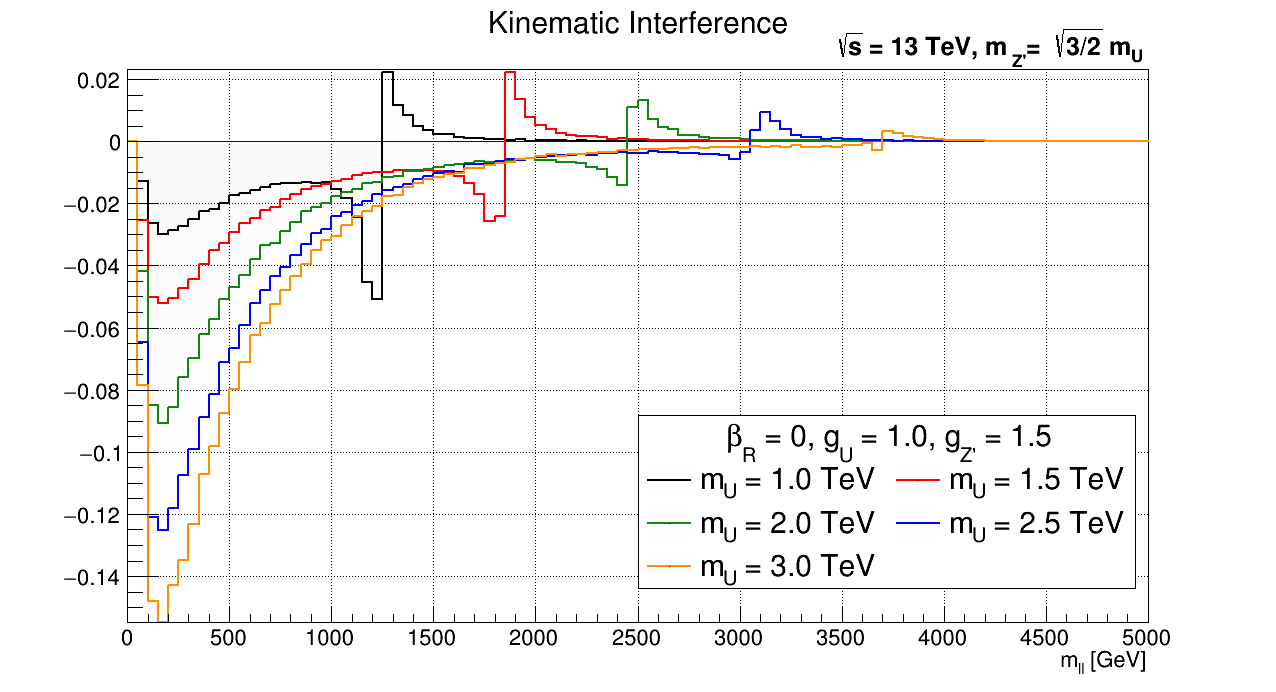 Kinematic Interference
√s = 13 TeV, m_Z'= √3/2 m_U
0.02
0
−0.02
−0.04
−0.06
−0.08
−0.1
−0.12
−0.14
β_R = 0, g_U = 1.0, g_Z' = 1.5
m_U = 1.0 TeV
m_U = 1.5 TeV
m_U = 2.0 TeV
m_U = 2.5 TeV
m_U = 3.0 TeV
0 500 1000 1500 2000 2500 3000 3500 4000 4500 5000
m_ll [GeV]